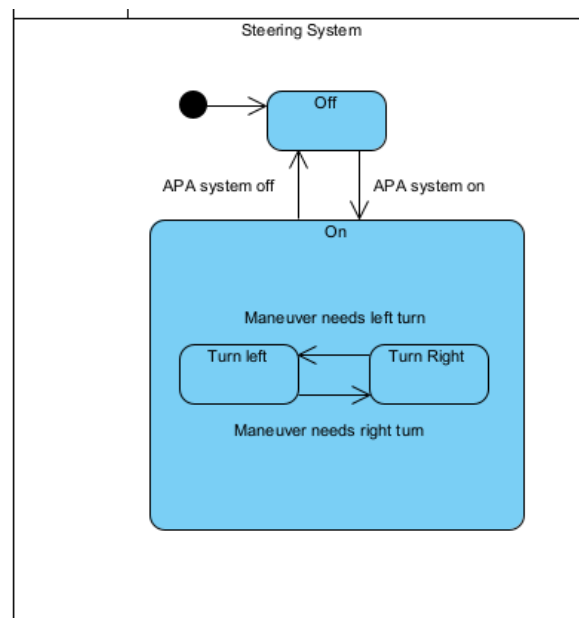 Steering System
Off
APA system off
APA system on
On
Maneuver needs left turn
Turn left
Turn Right
Maneuver needs right turn